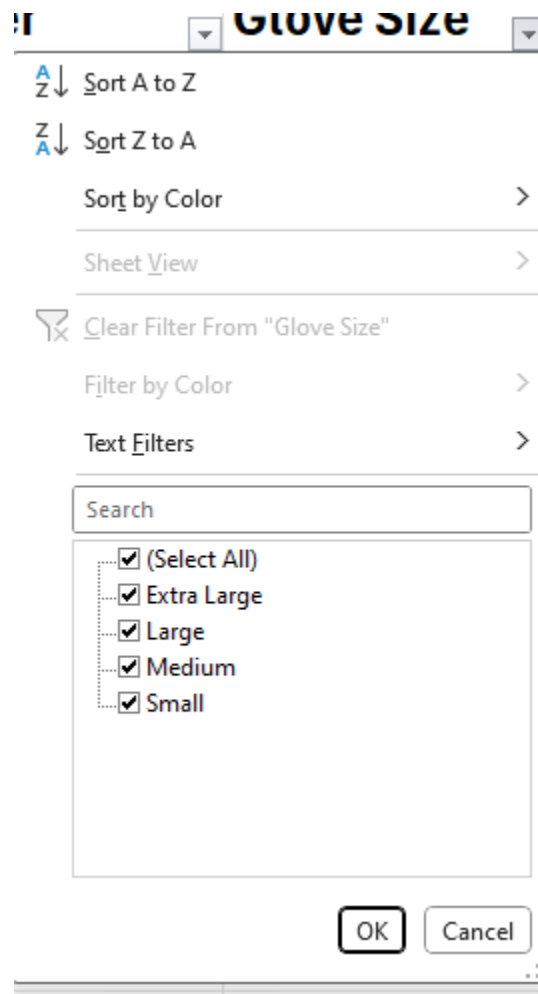 Glove Size
Sort A to Z
Sort Z to A
Sort by Color
Sheet View
Clear Filter From "Glove Size"
Filter by Color
Text Filters
Search
(Select All)
Extra Large
Large
Medium
Small
OK
Cancel